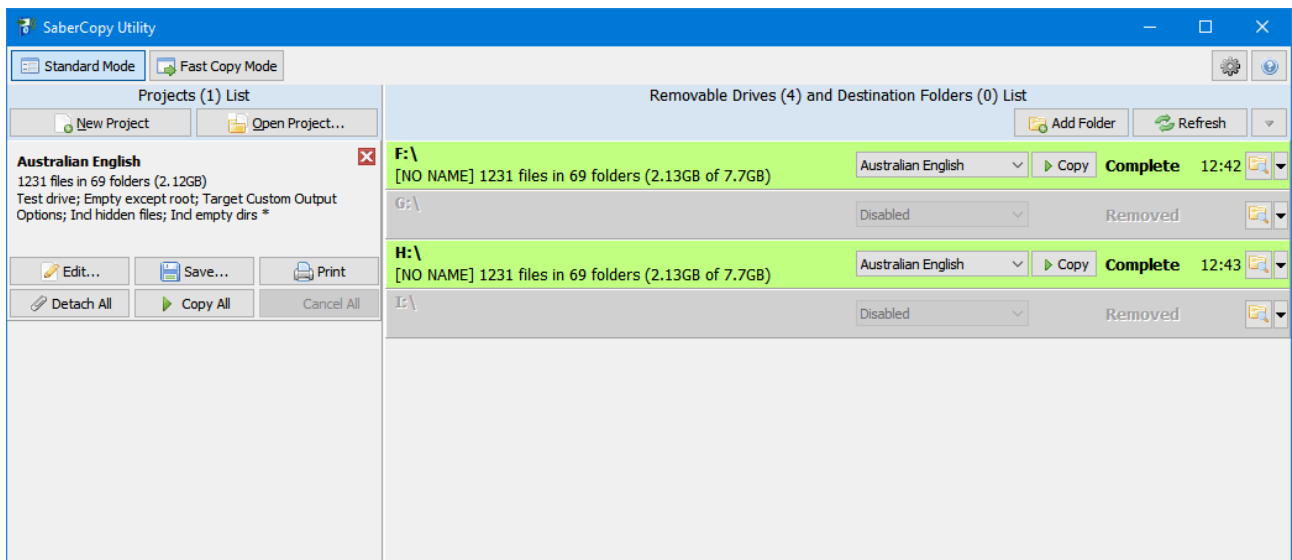 SaberCopy Utility
Standard Mode Fast Copy Mode
Projects (1) List
New Project Open Project...
Australian English
1231 files in 69 folders (2.12GB)
Test drive; Empty except root; Target Custom Output
Options; Incl hidden files; Incl empty dirs *
Edit... Save... Print
Detach All Copy All Cancel All
Removable Drives (4) and Destination Folders (0) List
Add Folder Refresh
F:\
[NO NAME] 1231 files in 69 folders (2.13GB of 7.7GB)
Australian English Copy Complete 12:42
G:\
Disabled Removed
H:\
[NO NAME] 1231 files in 69 folders (2.13GB of 7.7GB)
Australian English Copy Complete 12:43
I:\
Disabled Removed